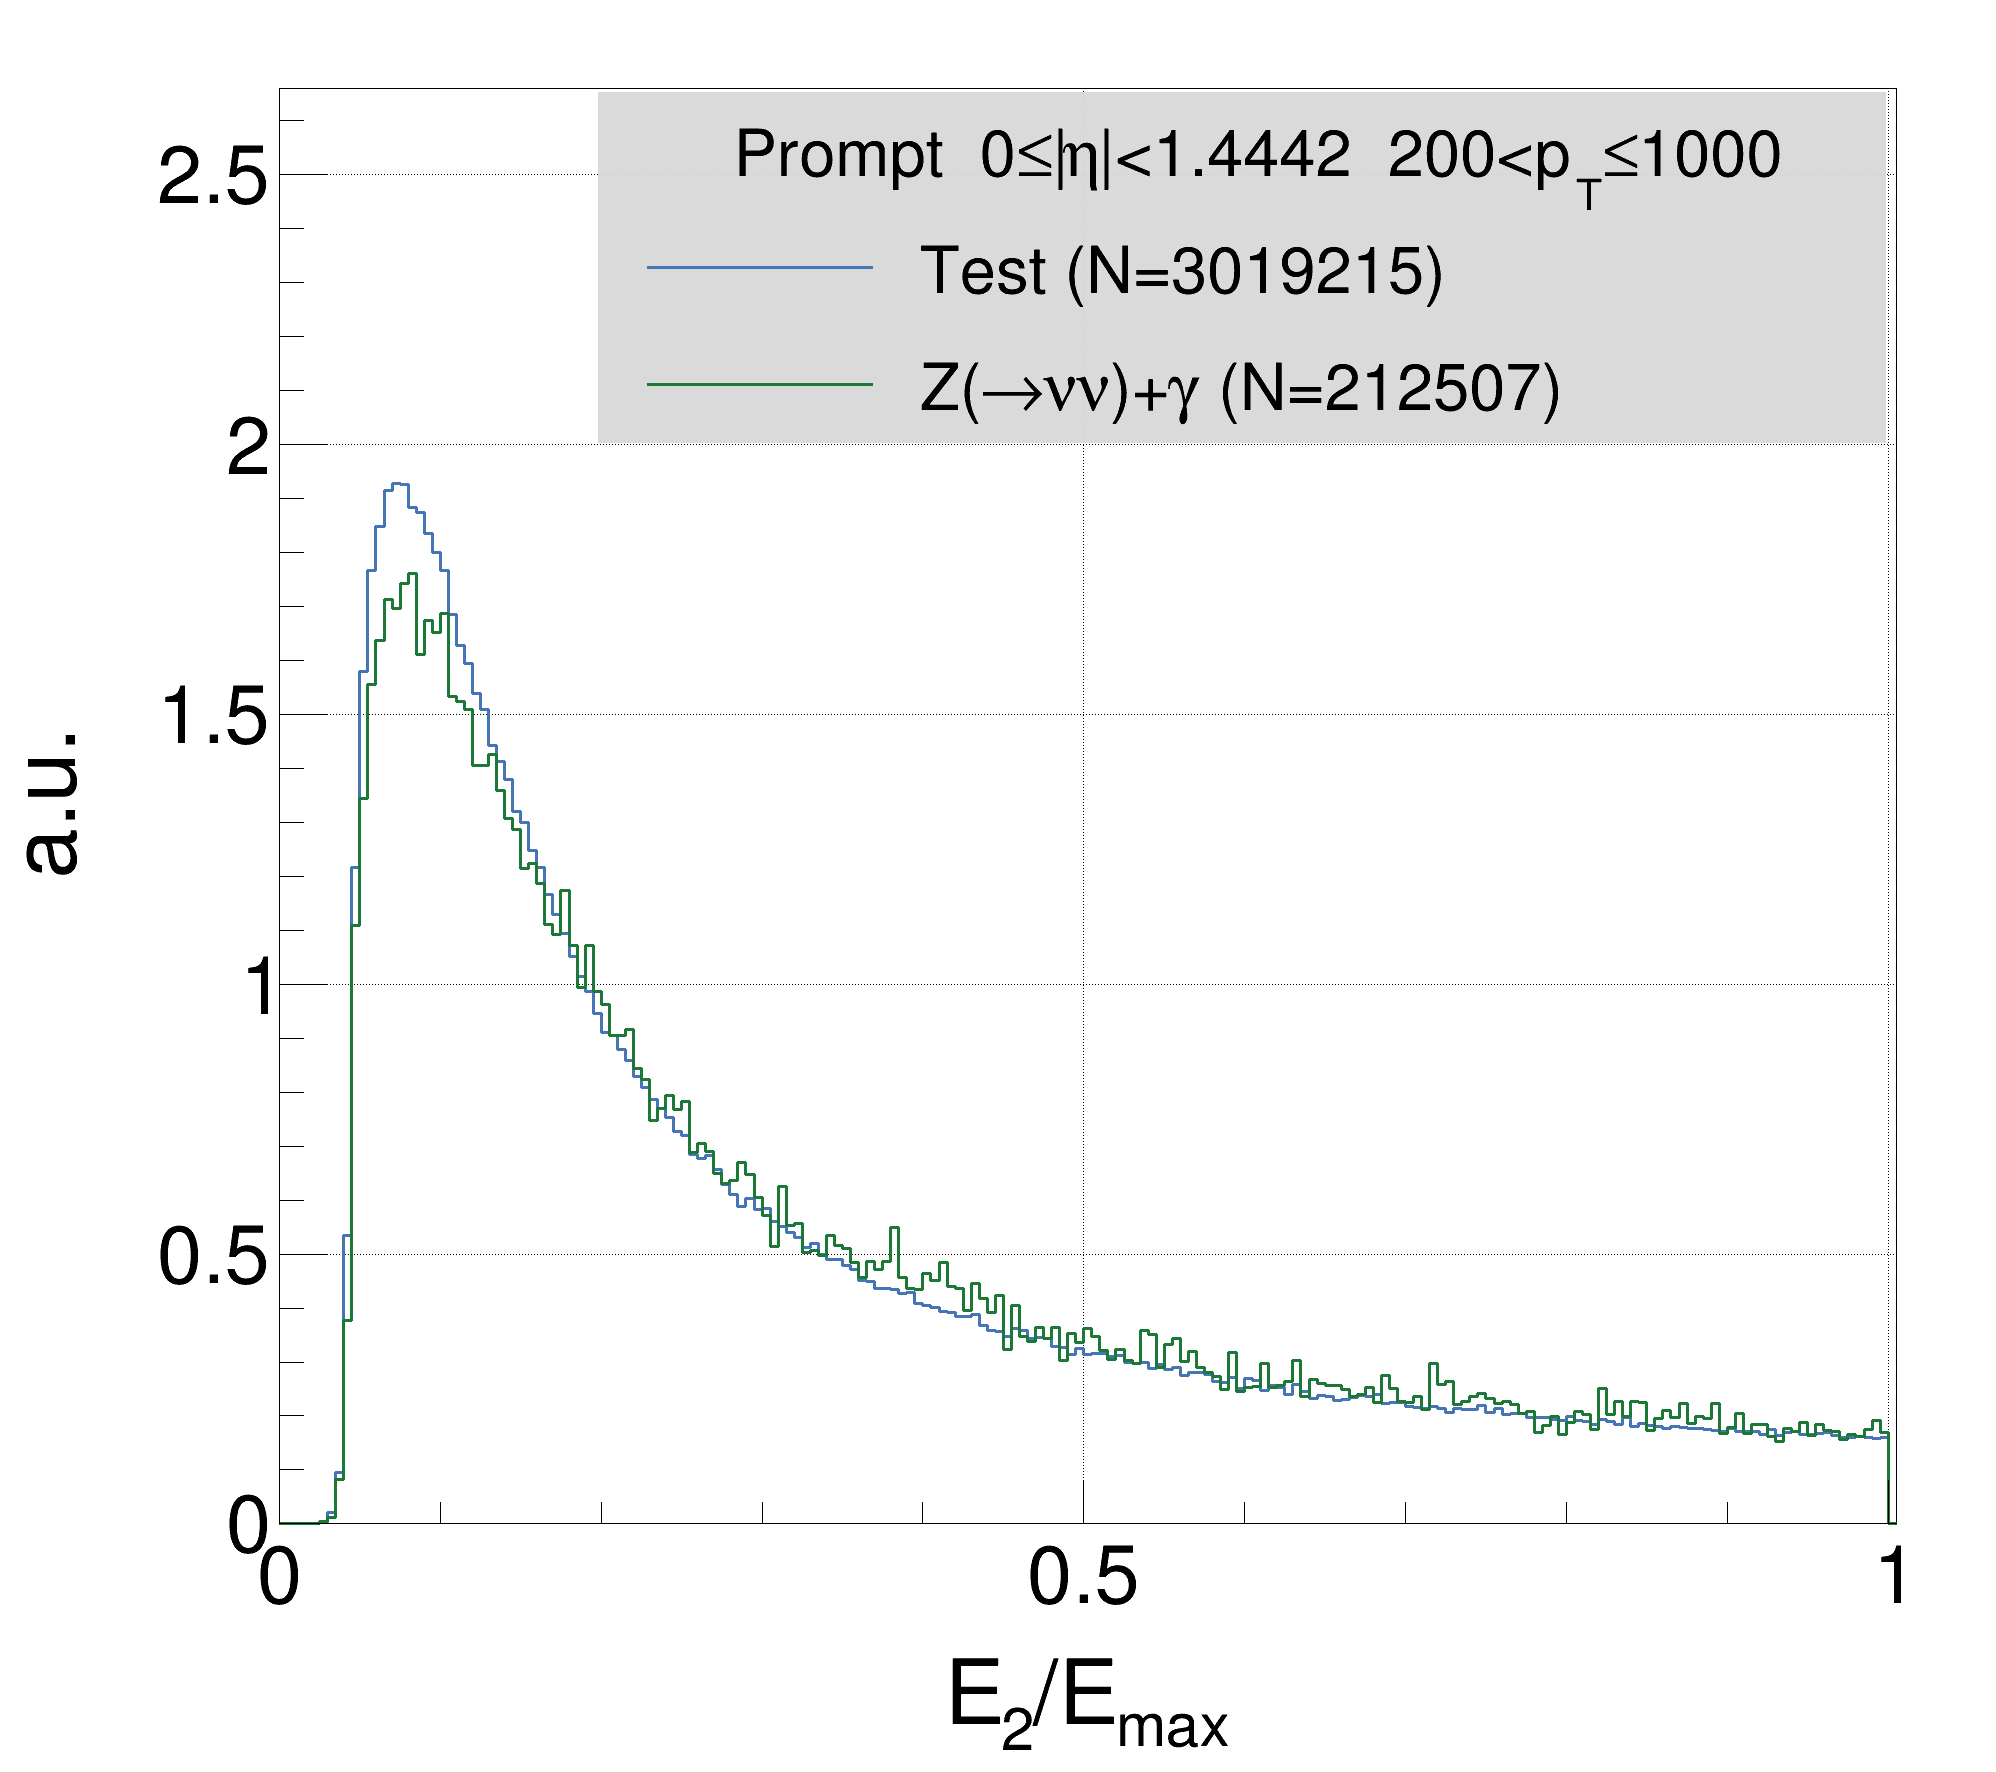 Prompt 0≤|η|<1.4442 200<p_T≤1000
Test (N=3019215)
Z(→νν)+γ (N=212507)
2.5
2
1.5
1
0.5
0
a.u.
0 0.5 1
E_2/E_max